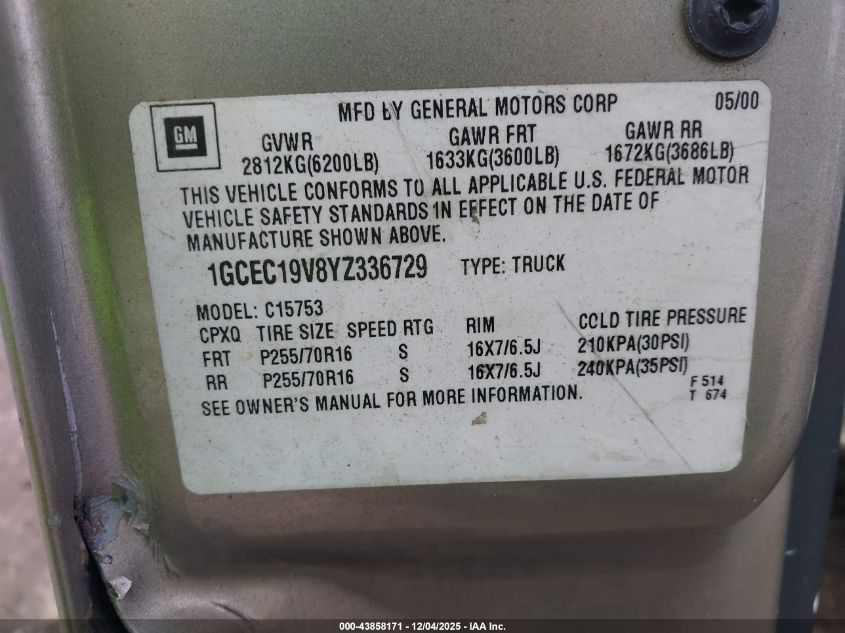 MFD BY GENERAL MOTORS CORP 05/00
GM
GVWR GAWR FRT GAWR RR
2812KG(6200LB) 1633KG(3600LB) 1672KG(3686LB)
THIS VEHICLE CONFORMS TO ALL APPLICABLE U.S. FEDERAL MOTOR
VEHICLE SAFETY STANDARDS IN EFFECT ON THE DATE OF
MANUFACTURE SHOWN ABOVE.
1GCEC19V8YZ336729 TYPE: TRUCK
MODEL: C15753
CPXQ TIRE SIZE SPEED RTG RIM COLD TIRE PRESSURE
FRT P255/70R16 S 16X7/6.5J 210KPA(30PSI)
RR P255/70R16 S 16X7/6.5J 240KPA(35PSI)
SEE OWNER'S MANUAL FOR MORE INFORMATION. F 514
T 674
000-43858171 - 12/04/2025 - IAA Inc.